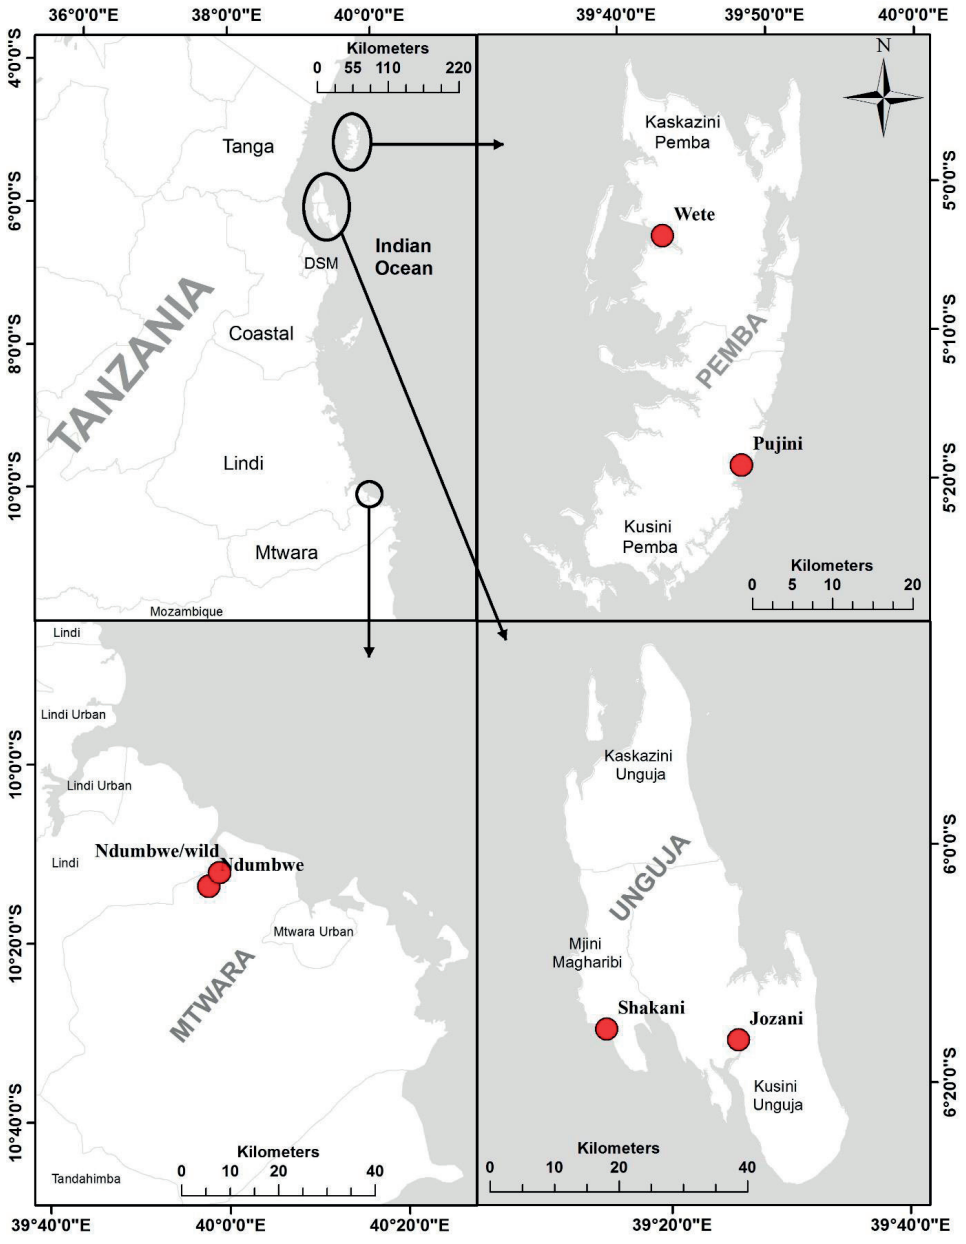 36°0'0"E
38°0'0"E
40°0'0"E
39°40'0"E
39°50'0"E
40°0'0"E
4°0'0"S
6°0'0"S
8°0'0"S
10°0'0"S
Kilometers
0 55 110 220
Tanga
Indian
Ocean
DSM
TANZANIA
Coastal
Lindi
Mtwara
Mozambique
N
Kaskazini
Pemba
Wete
PEMBA
Pujini
Kusini
Pemba
Kilometers
0 5 10 20
5°0'0"S
5°10'0"S
5°20'0"S
Lindi
Lindi Urban
Lindi Urban
Ndumbwe/wild
Lindi
Ndumbwe
Mtwara Urban
MTWARA
Kilometers
0 10 20 40
Tandahimba
10°0'0"S
10°20'0"S
10°40'0"S
Kaskazini
Unguja
UNGUJA
Mjini
Magharibi
Shakani
Jozani
Kusini
Unguja
Kilometers
0 10 20 40
6°0'0"S
6°20'0"S
39°40'0"E
40°0'0"E
40°20'0"E
39°20'0"E
39°40'0"E